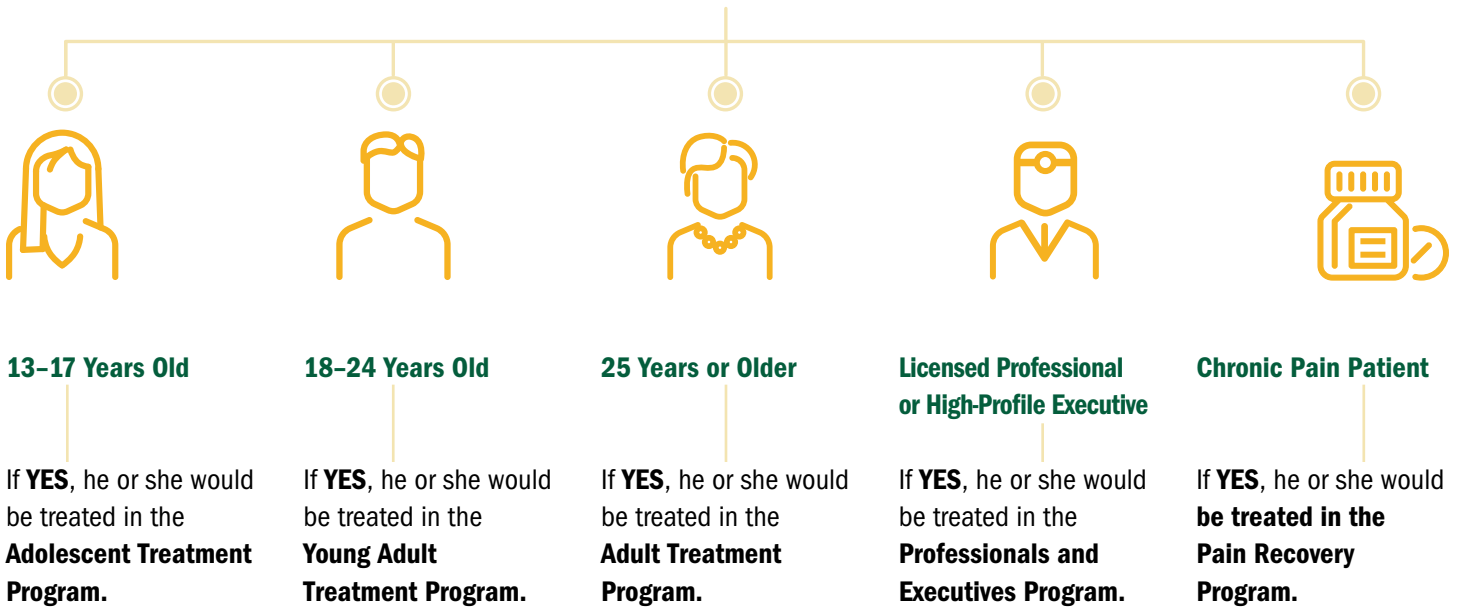 13–17 Years Old
If YES, he or she would
be treated in the
Adolescent Treatment
Program.
18–24 Years Old
If YES, he or she would
be treated in the
Young Adult
Treatment Program.
25 Years or Older
If YES, he or she would
be treated in the
Adult Treatment
Program.
Licensed Professional
or High-Profile Executive
If YES, he or she would
be treated in the
Professionals and
Executives Program.
Chronic Pain Patient
If YES, he or she would
be treated in the
Pain Recovery
Program.